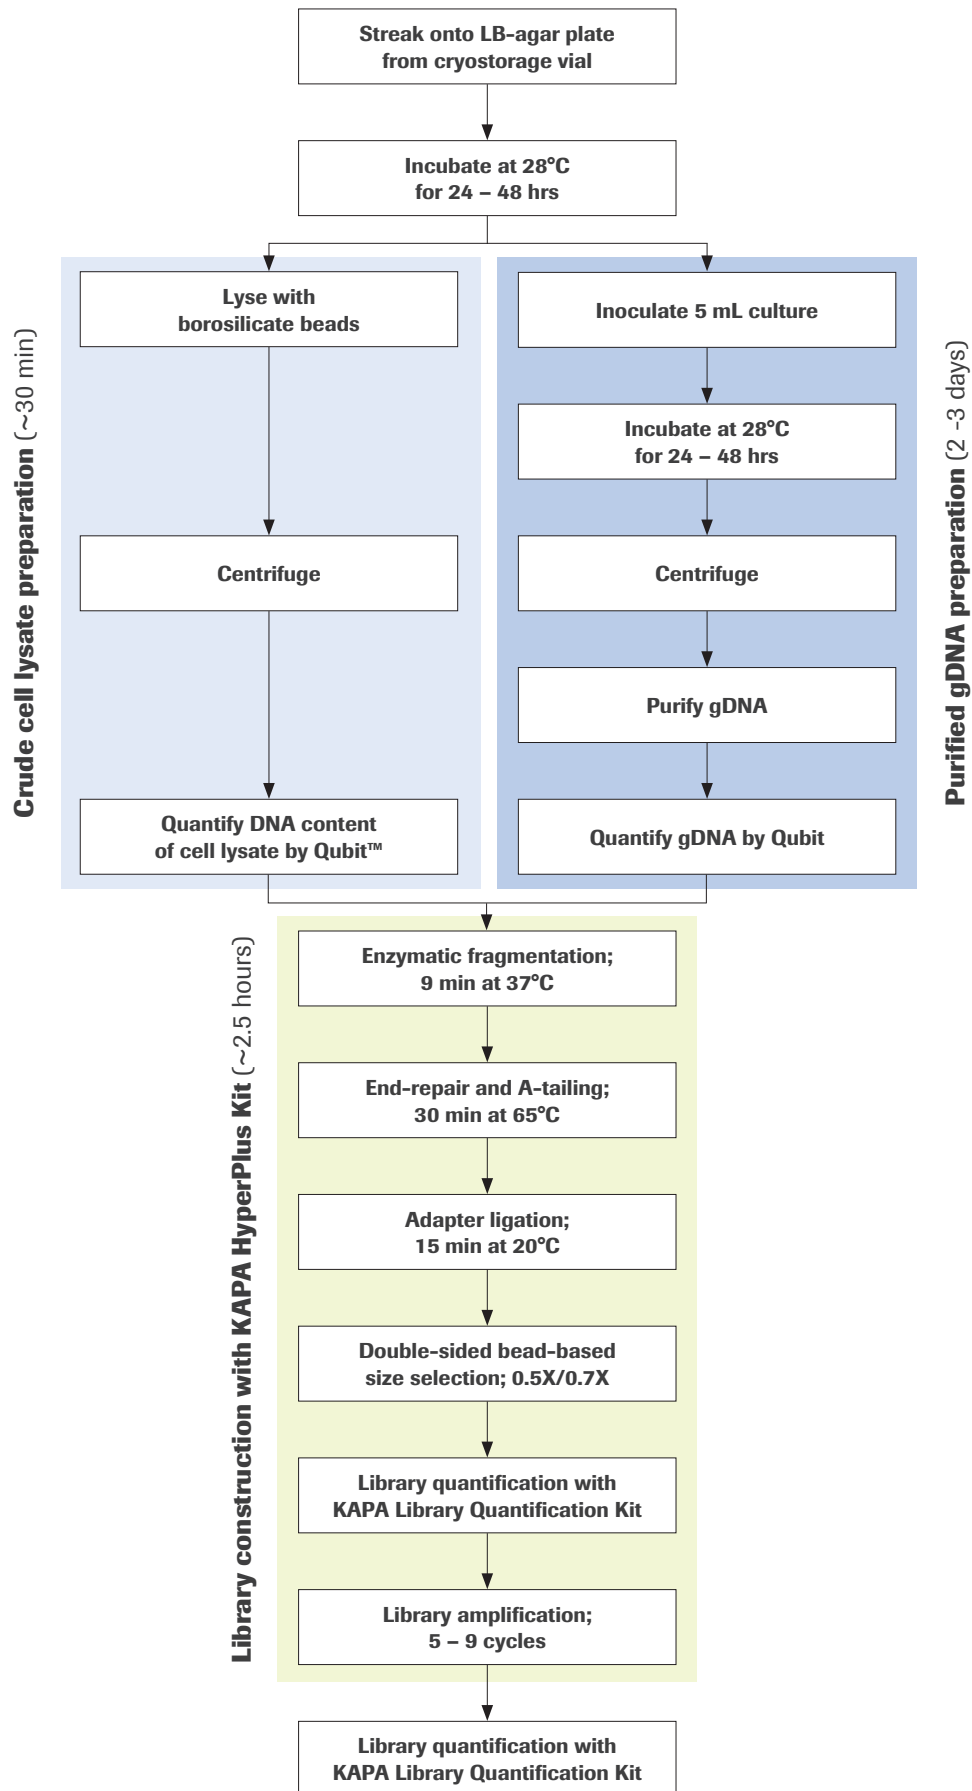 Streak onto LB-agar plate
from cryostorage vial
Incubate at 28°C
for 24 – 48 hrs
Crude cell lysate preparation (~30 min)
Lyse with
borosilicate beads
Centrifuge
Quantify DNA content
of cell lysate by Qubit™
Purified gDNA preparation (2 -3 days)
Inoculate 5 mL culture
Incubate at 28°C
for 24 – 48 hrs
Centrifuge
Purify gDNA
Quantify gDNA by Qubit
Library construction with KAPA HyperPlus Kit (~2.5 hours)
Enzymatic fragmentation;
9 min at 37°C
End-repair and A-tailing;
30 min at 65°C
Adapter ligation;
15 min at 20°C
Double-sided bead-based
size selection; 0.5X/0.7X
Library quantification with
KAPA Library Quantification Kit
Library amplification;
5 – 9 cycles
Library quantification with
KAPA Library Quantification Kit